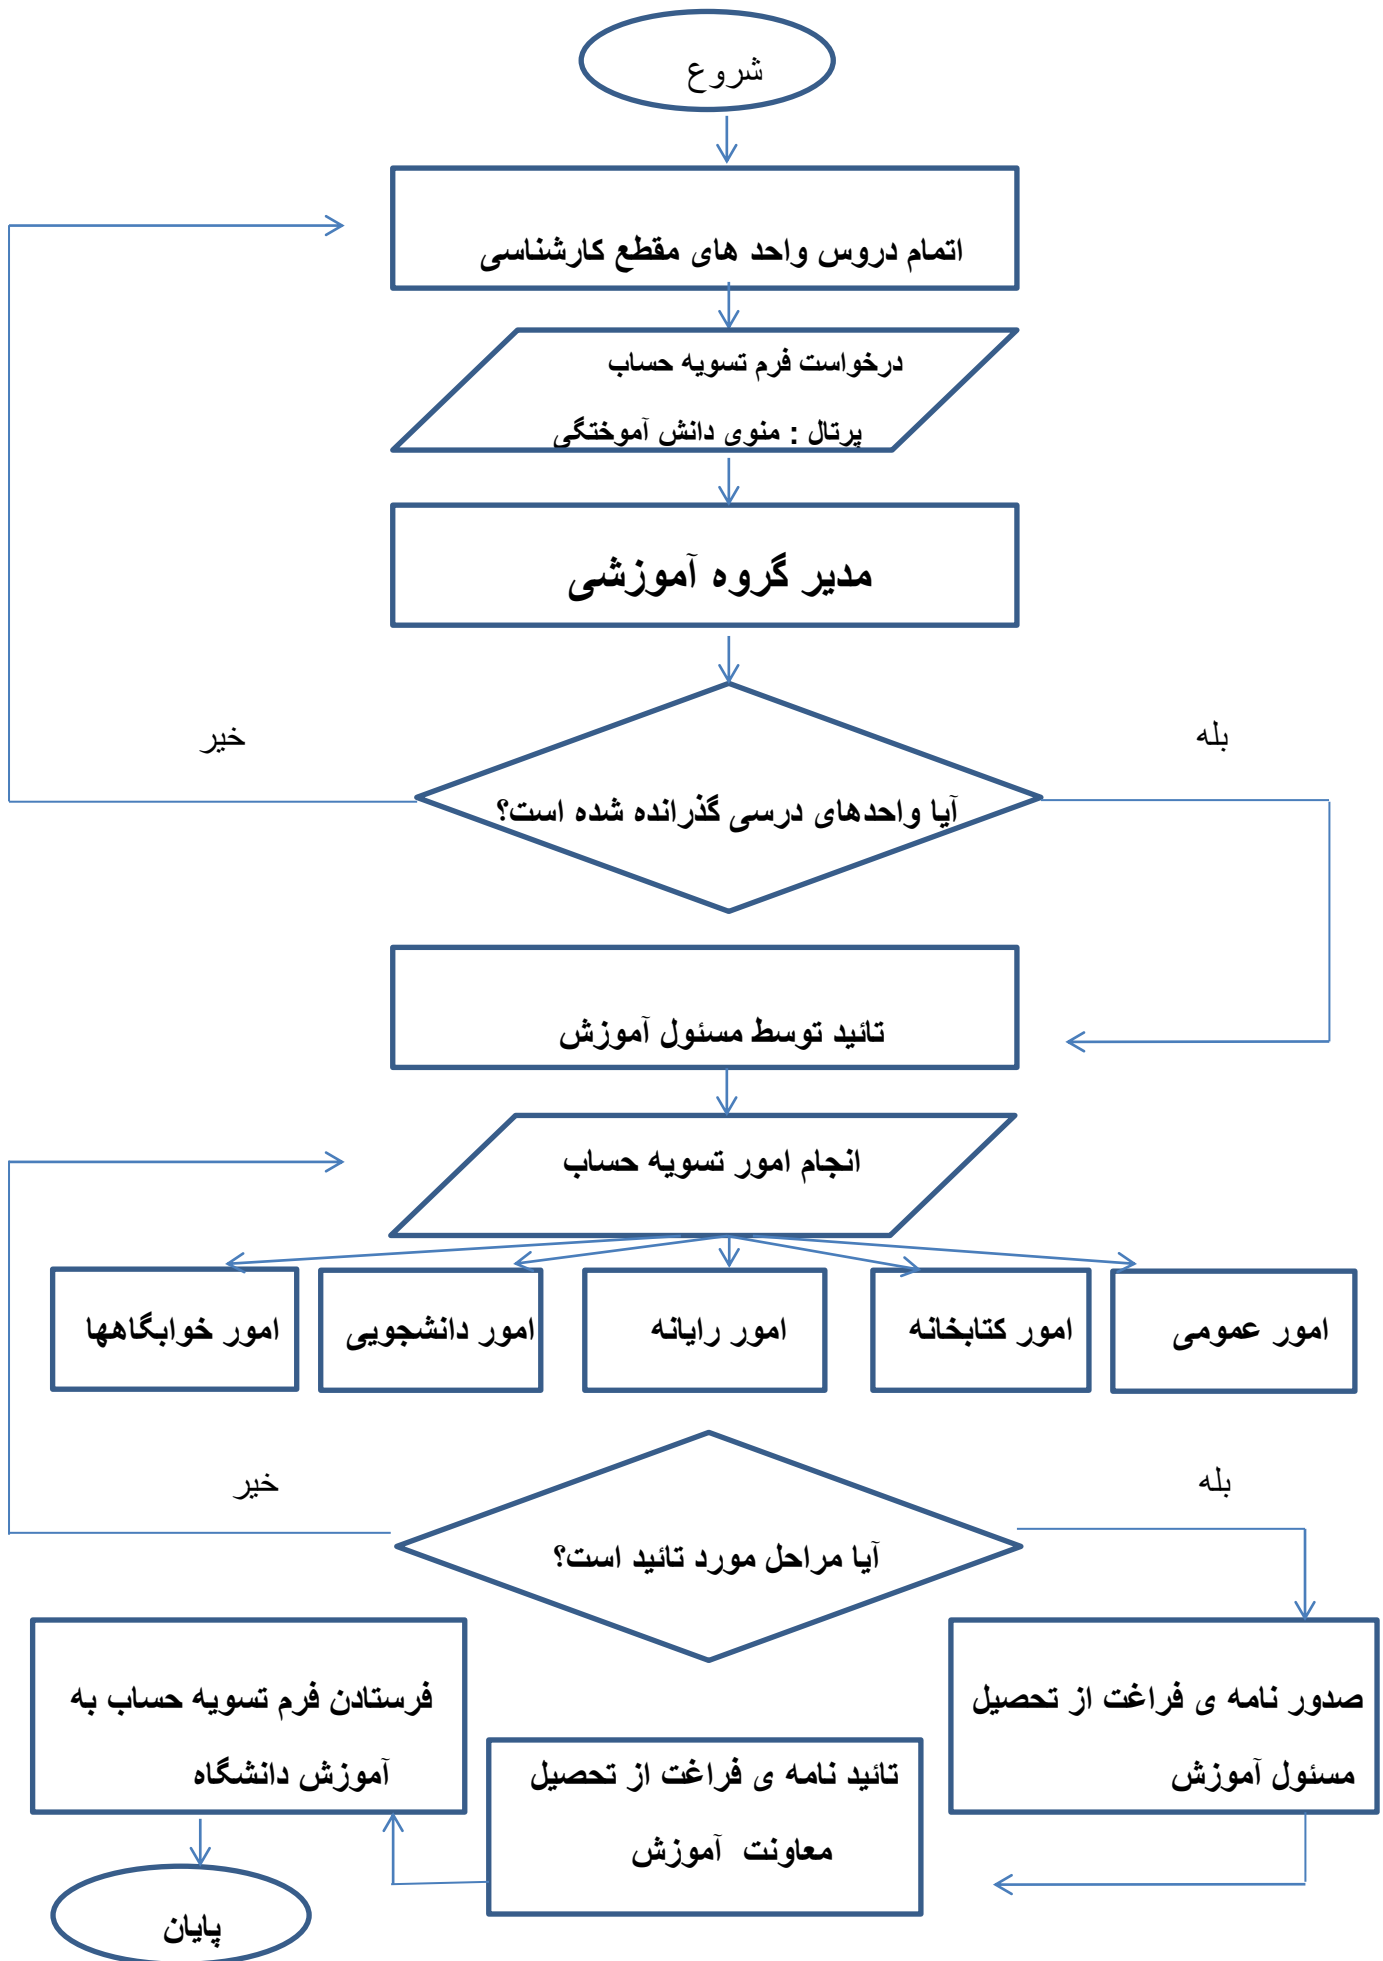 شروع
اتمام دروس واحد های مقطع کارشناسی
درخواست فرم تسویه حساب
پرتال : منوی دانش آموختگی
مدیر گروه آموزشی
بله
خیر
آیا واحدهای درسی گذرانده شده است؟
تائید توسط مسئول آموزش
انجام امور تسویه حساب
امور عمومی
امور کتابخانه
امور رایانه
امور دانشجویی
امور خوابگاهها
بله
خیر
آیا مراحل مورد تائید است؟
صدور نامه ی فراغت از تحصیل
مسئول آموزش
تائید نامه ی فراغت از تحصیل
معاونت آموزش
فرستادن فرم تسویه حساب به
آموزش دانشگاه
پایان